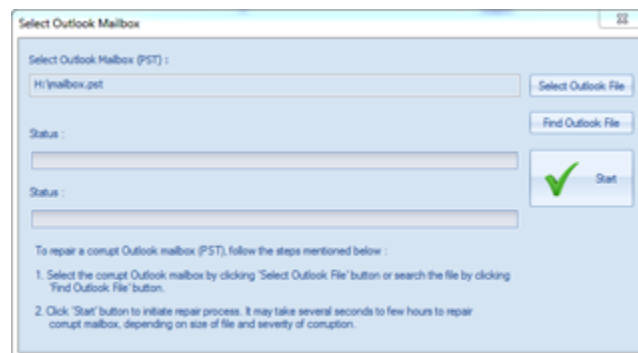 Select Outlook Mailbox
Select Outlook Mailbox (PST) :
H:\mailbox.pst
Select Outlook File
Find Outlook File
Status :
Start
Status :
To repair a corrupt Outlook mailbox (PST), follow the steps mentioned below :
1. Select the corrupt Outlook mailbox by clicking 'Select Outlook File' button or search the file by clicking
'Find Outlook File' button.
2. Click 'Start' button to initiate repair process. It may take several seconds to few hours to repair
corrupt mailbox, depending on size of file and severity of corruption.